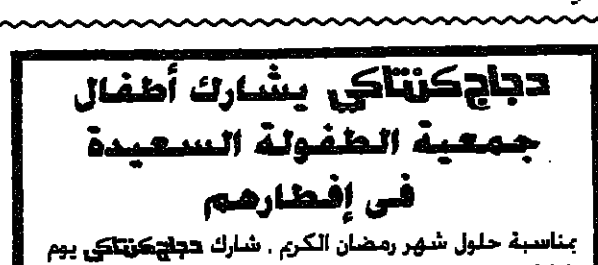 دجاج كنتاكي يشارك أطفال
جمعية الطفولة السعيدة
فى إفطارهم
بمناسبة حلول شهر رمضان الكريم . شارك دجاج كنتاكي يوم